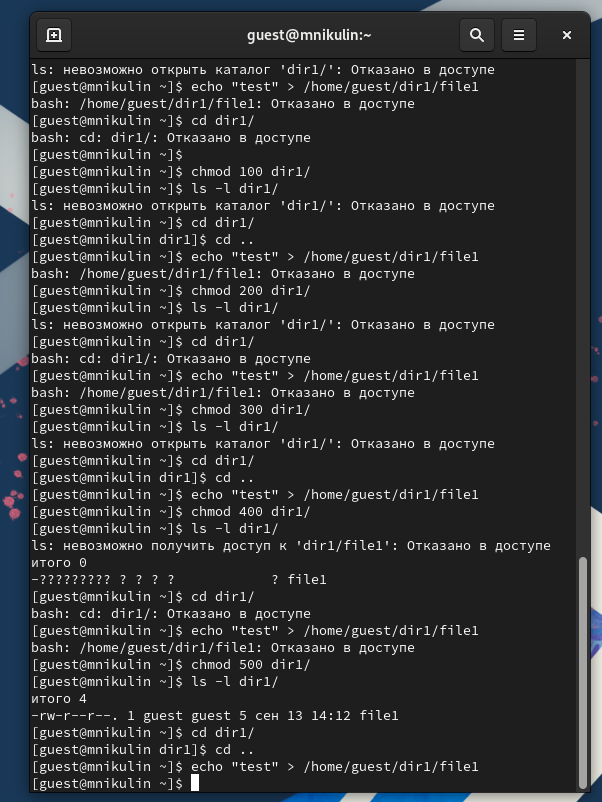 guest@mnikulin:~
ls: невозможно открыть каталог 'dir1/': Отказано в доступе
[guest@mnikulin ~]$ echo "test" > /home/guest/dir1/file1
bash: /home/guest/dir1/file1: Отказано в доступе
[guest@mnikulin ~]$ cd dir1/
bash: cd: dir1/: Отказано в доступе
[guest@mnikulin ~]$
[guest@mnikulin ~]$ chmod 100 dir1/
[guest@mnikulin ~]$ ls -l dir1/
ls: невозможно открыть каталог 'dir1/': Отказано в доступе
[guest@mnikulin ~]$ cd dir1/
[guest@mnikulin dir1]$ cd ..
[guest@mnikulin ~]$ echo "test" > /home/guest/dir1/file1
bash: /home/guest/dir1/file1: Отказано в доступе
[guest@mnikulin ~]$ chmod 200 dir1/
[guest@mnikulin ~]$ ls -l dir1/
ls: невозможно открыть каталог 'dir1/': Отказано в доступе
[guest@mnikulin ~]$ cd dir1/
bash: cd: dir1/: Отказано в доступе
[guest@mnikulin ~]$ echo "test" > /home/guest/dir1/file1
bash: /home/guest/dir1/file1: Отказано в доступе
[guest@mnikulin ~]$ chmod 300 dir1/
[guest@mnikulin ~]$ ls -l dir1/
ls: невозможно открыть каталог 'dir1/': Отказано в доступе
[guest@mnikulin ~]$ cd dir1/
[guest@mnikulin dir1]$ cd ..
[guest@mnikulin ~]$ echo "test" > /home/guest/dir1/file1
[guest@mnikulin ~]$ chmod 400 dir1/
[guest@mnikulin ~]$ ls -l dir1/
ls: невозможно получить доступ к 'dir1/file1': Отказано в доступе
итого 0
-????????? ? ? ? ?            ? file1
[guest@mnikulin ~]$ cd dir1/
bash: cd: dir1/: Отказано в доступе
[guest@mnikulin ~]$ echo "test" > /home/guest/dir1/file1
bash: /home/guest/dir1/file1: Отказано в доступе
[guest@mnikulin ~]$ chmod 500 dir1/
[guest@mnikulin ~]$ ls -l dir1/
итого 4
-rw-r--r--. 1 guest guest 5 сен 13 14:12 file1
[guest@mnikulin ~]$ cd dir1/
[guest@mnikulin dir1]$ cd ..
[guest@mnikulin ~]$ echo "test" > /home/guest/dir1/file1
[guest@mnikulin ~]$